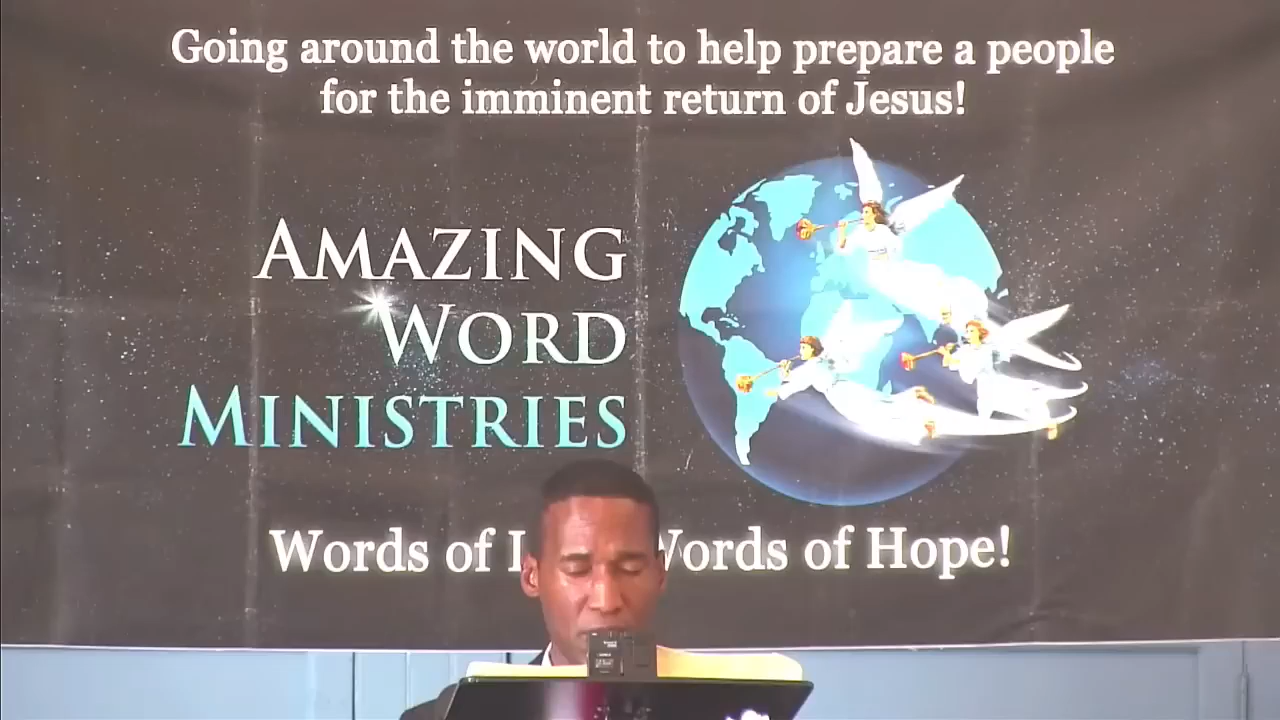 Going around the world to help prepare a people
for the imminent return of Jesus!
AMAZING
WORD
MINISTRIES
Words of Words of Hope!